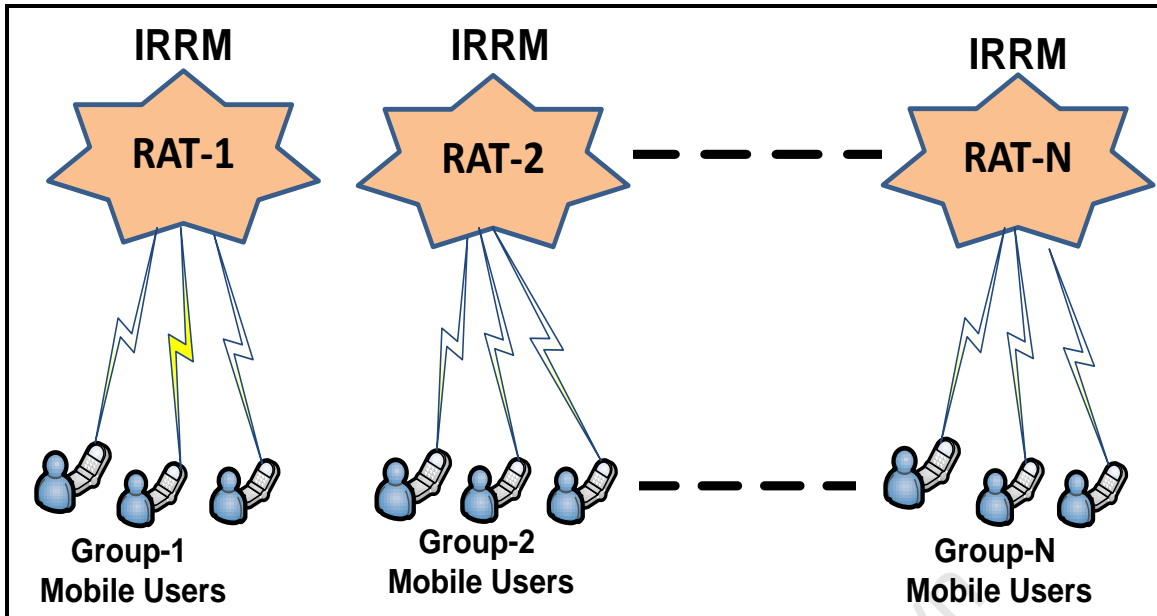 IRRM
IRRM
IRRM
RAT-1
RAT-2
RAT-N
Group-1
Mobile Users
Group-2
Mobile Users
Group-N
Mobile Users